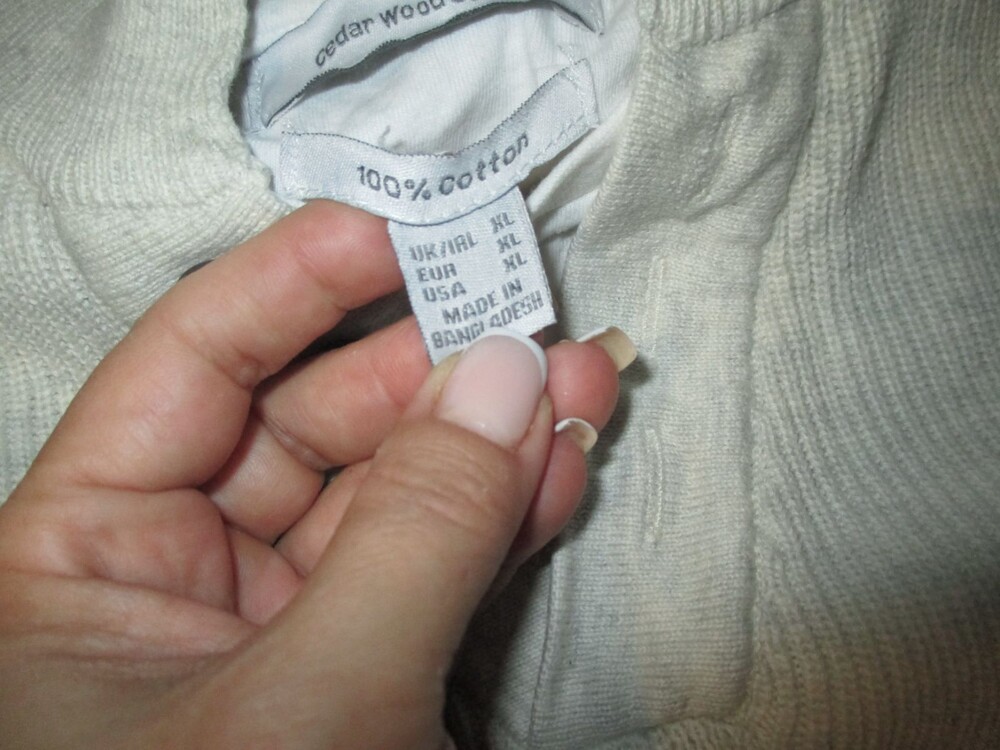 cedar wood
100% cotton
UK/IRL XL
EUR XL
USA XL
MADE IN
BANGLADESH